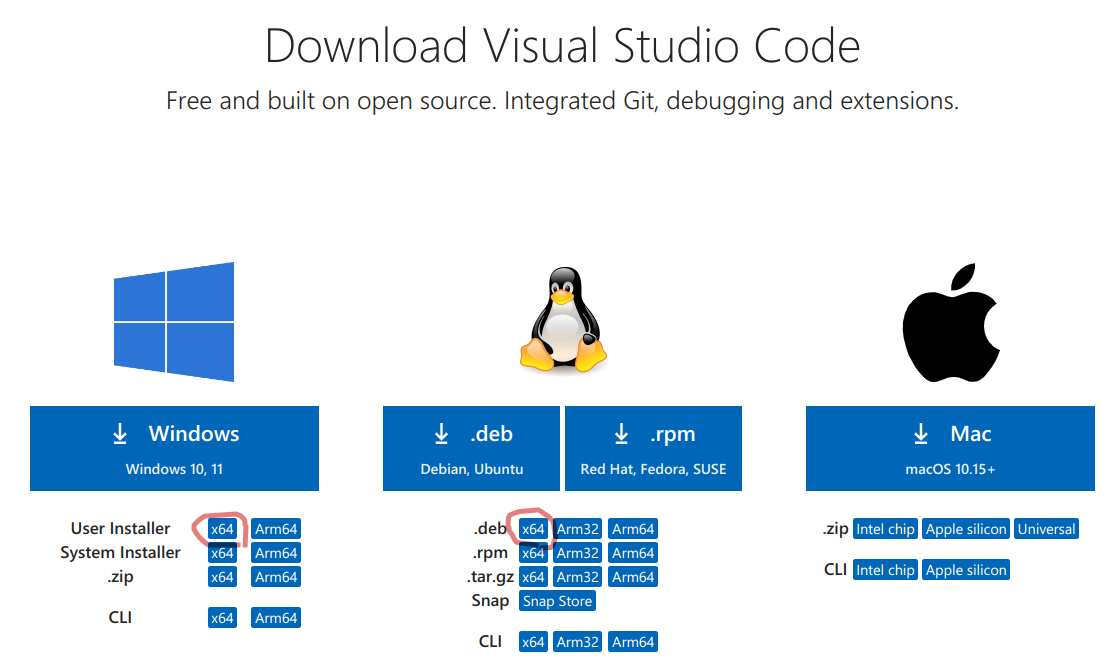 Download Visual Studio Code
Free and built on open source. Integrated Git, debugging and extensions.
Windows
Windows 10, 11
User Installer x64 Arm64
System Installer x64 Arm64
.zip x64 Arm64
CLI x64 Arm64
.deb
Debian, Ubuntu
.rpm
Red Hat, Fedora, SUSE
.deb x64 Arm32 Arm64
.rpm x64 Arm32 Arm64
.tar.gz x64 Arm32 Arm64
Snap Snap Store
CLI x64 Arm32 Arm64
Mac
macOS 10.15+
.zip Intel chip Apple silicon Universal
CLI Intel chip Apple silicon